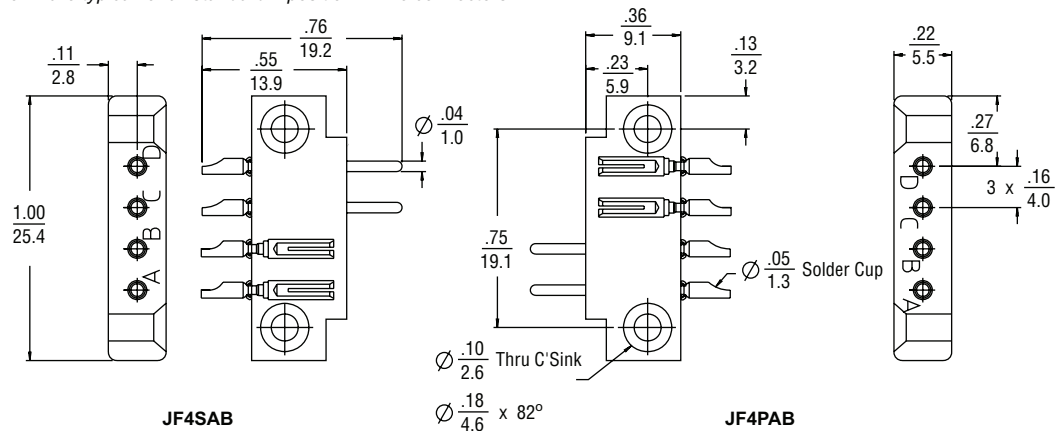 .11
2.8
.76
19.2
.55
13.9
Ø .04
1.0
1.00
25.4
D
C
B
A
JF4SAB
.36
9.1
.23
5.9
.13
3.2
.22
5.5
.27
6.8
3 x .16
4.0
.75
19.1
Ø .05 Solder Cup
1.3
Ø .10 Thru C'Sink
2.6
Ø .18 x 82º
4.6
D
C
B
A
JF4PAB